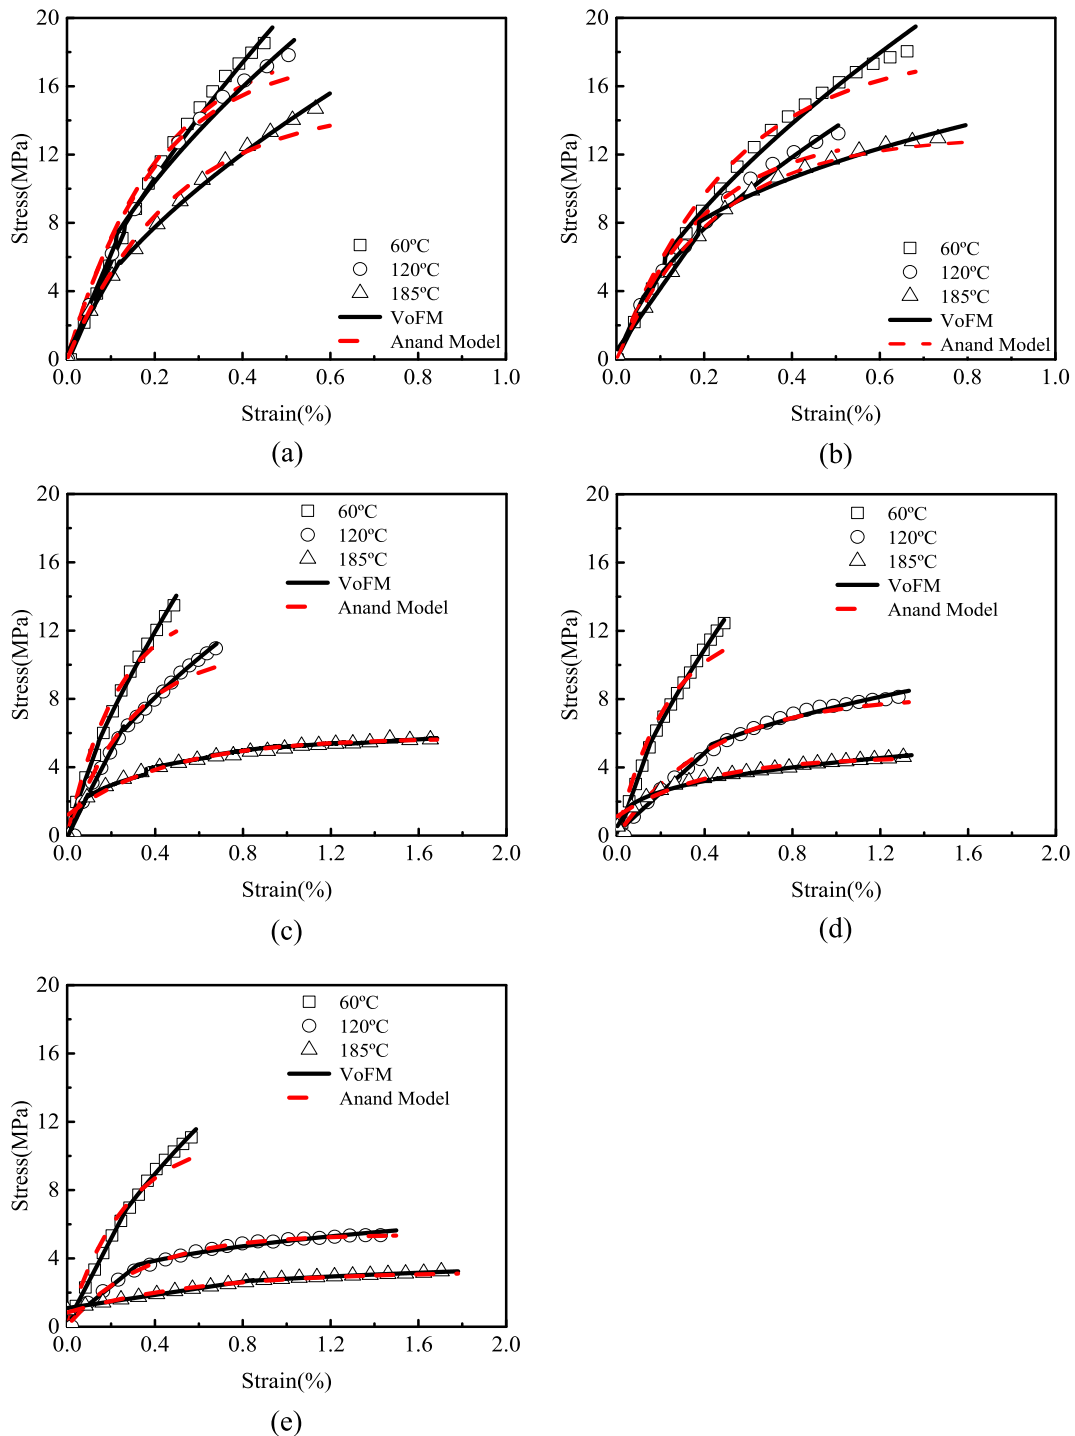 20
16
12
8
4
0
Stress(MPa)
60ºC
120ºC
185ºC
VoFM
Anand Model
0.0 0.2 0.4 0.6 0.8 1.0
Strain(%)
(a)
20
16
12
8
4
0
Stress(MPa)
60ºC
120ºC
185ºC
VoFM
Anand Model
0.0 0.2 0.4 0.6 0.8 1.0
Strain(%)
(b)
20
16
12
8
4
0
Stress(MPa)
60ºC
120ºC
185ºC
VoFM
Anand Model
0.0 0.4 0.8 1.2 1.6 2.0
Strain(%)
(c)
20
16
12
8
4
0
Stress(MPa)
60ºC
120ºC
185ºC
VoFM
Anand Model
0.0 0.4 0.8 1.2 1.6 2.0
Strain(%)
(d)
20
16
12
8
4
0
Stress(MPa)
60ºC
120ºC
185ºC
VoFM
Anand Model
0.0 0.4 0.8 1.2 1.6 2.0
Strain(%)
(e)